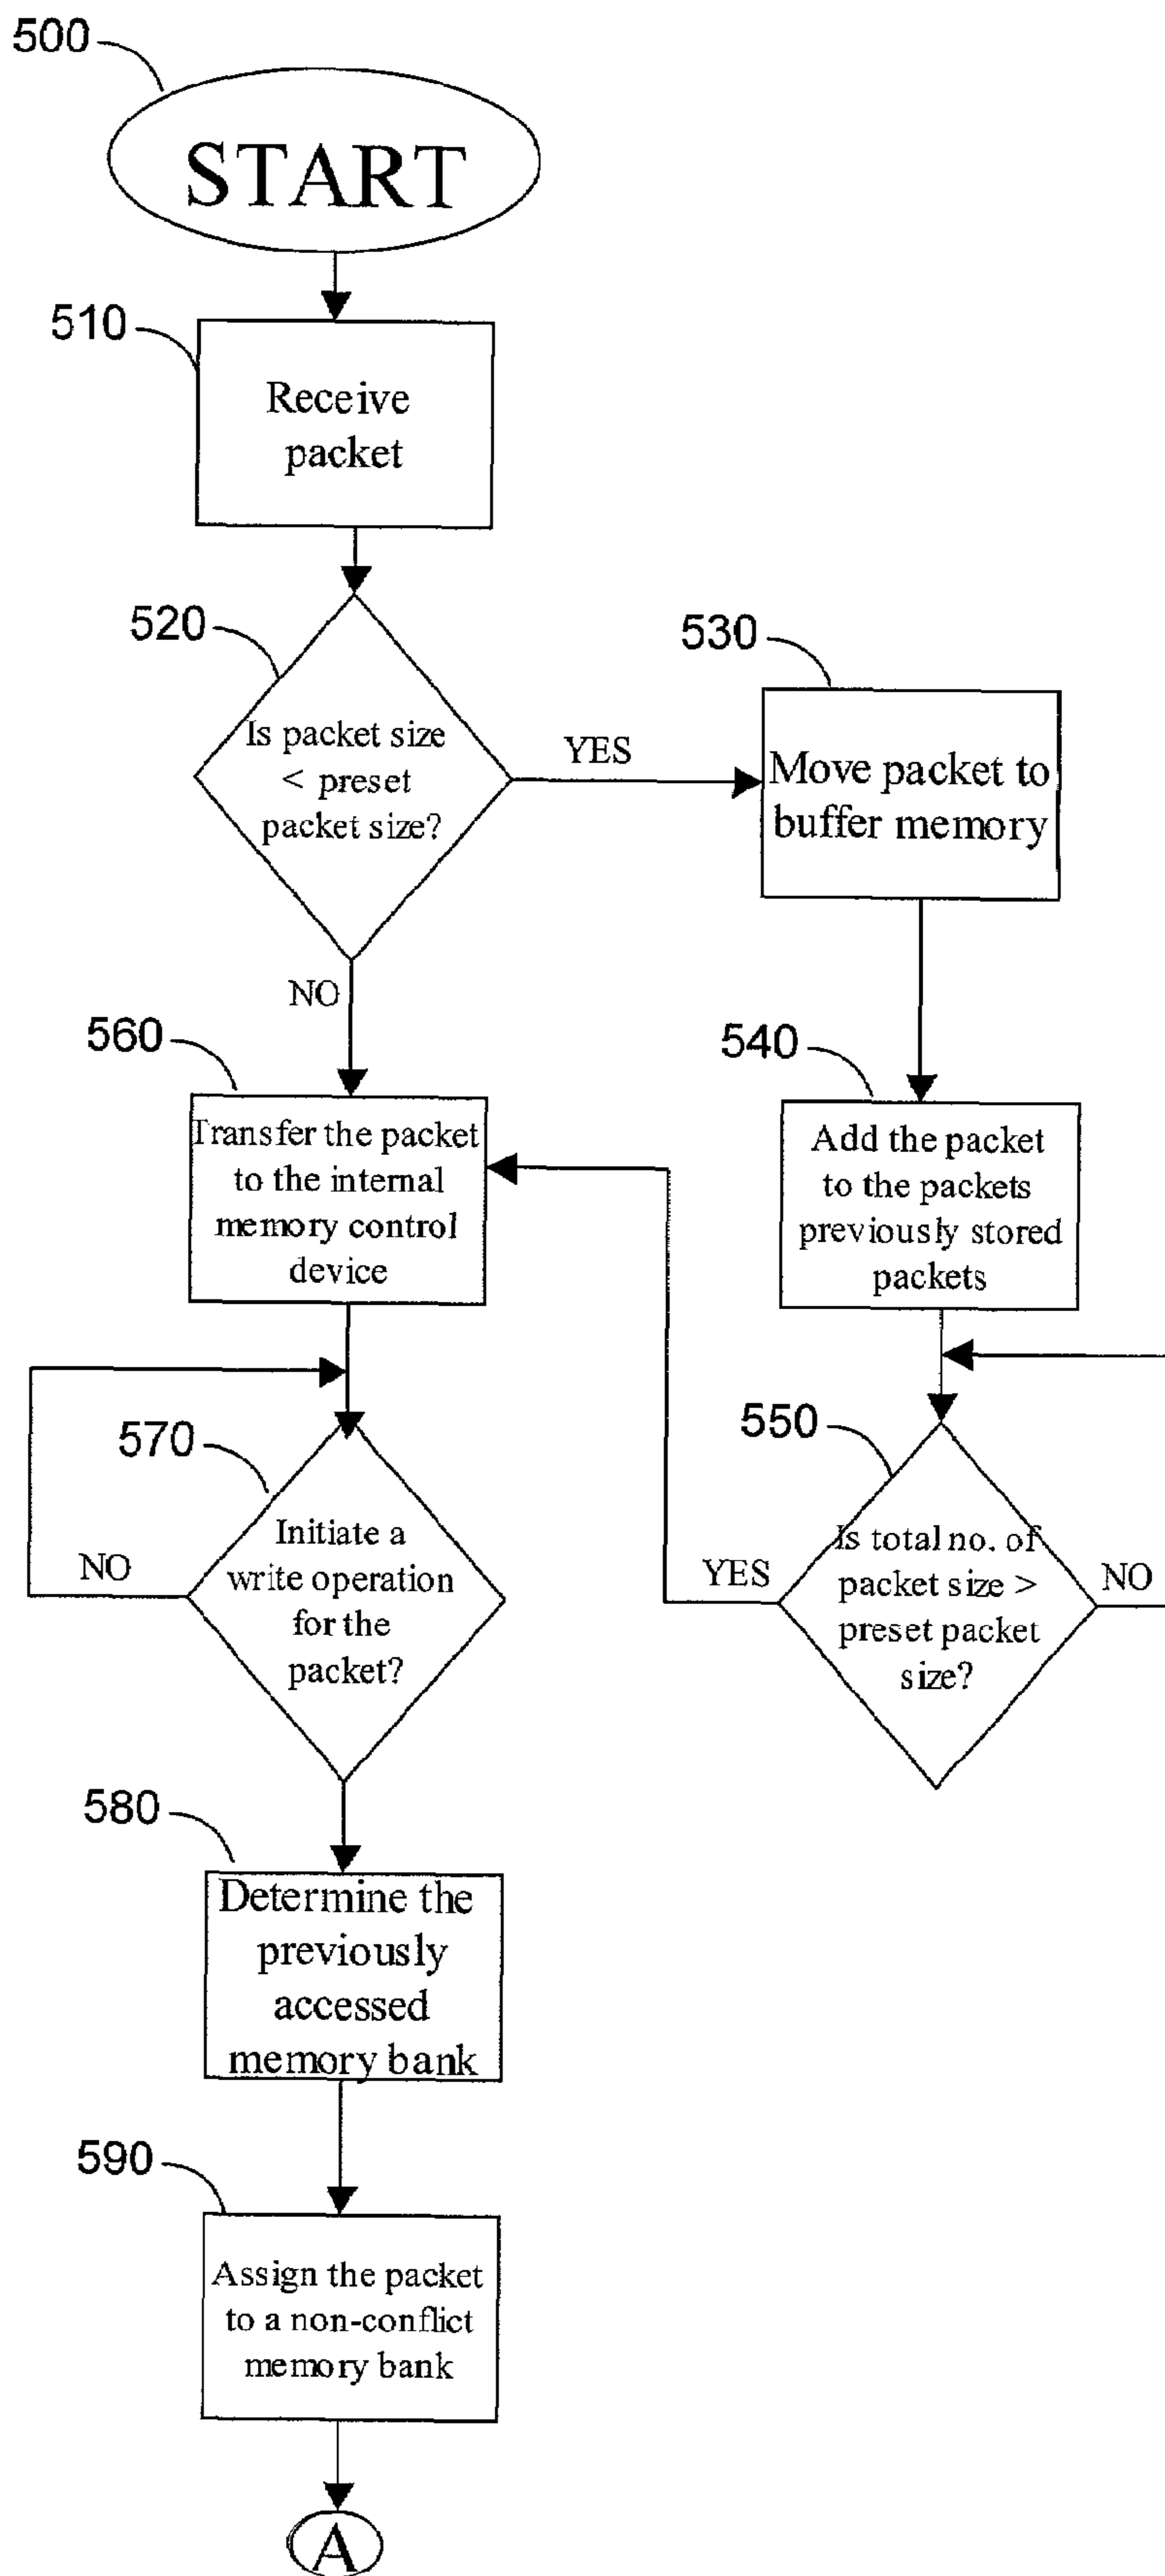 500
START
510
Receive
packet
520
Is packet size
< preset
packet size?
YES
NO
530
Move packet to
buffer memory
540
Add the packet
to the packets
previously stored
packets
550
Is total no. of
packet size >
preset packet
size?
YES
NO
560
Transfer the packet
to the internal
memory control
device
570
Initiate a
write operation
for the
packet?
NO
580
Determine the
previously
accessed
memory bank
590
Assign the packet
to a non-conflict
memory bank
A